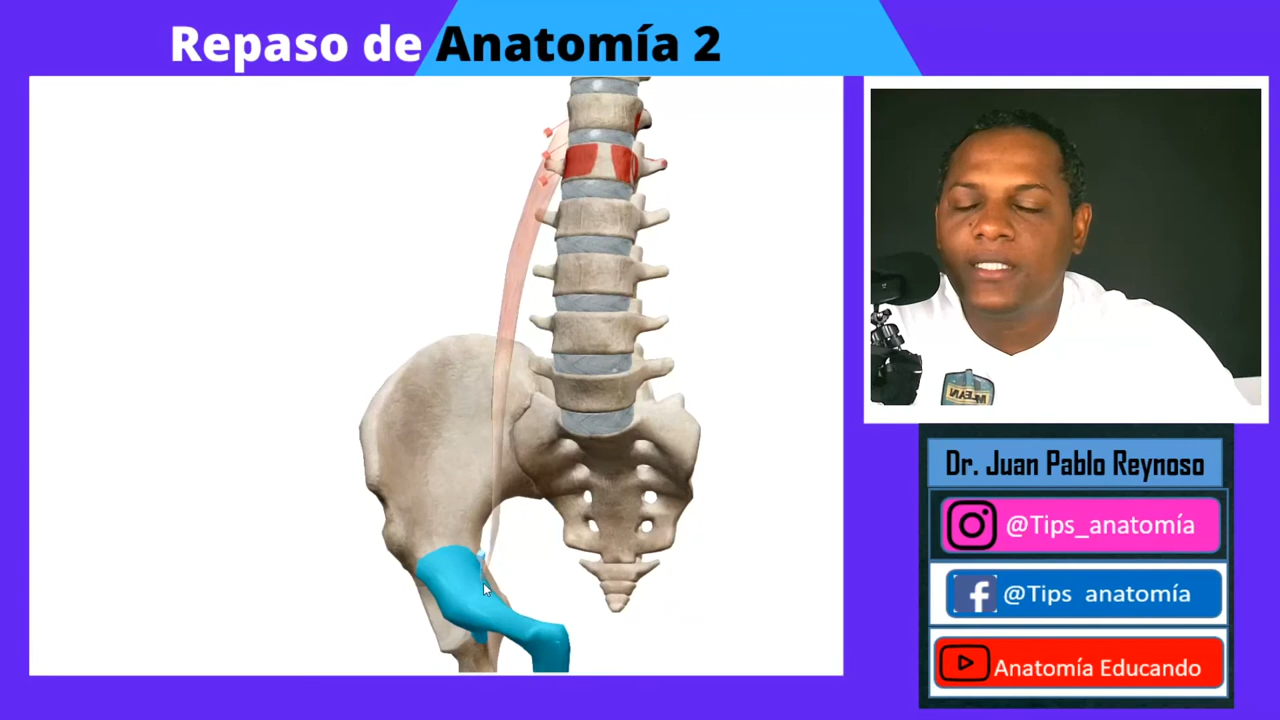 Repaso de Anatomía 2
Dr. Juan Pablo Reynoso
@Tips_anatomía
@Tips anatomía
Anatomía Educando